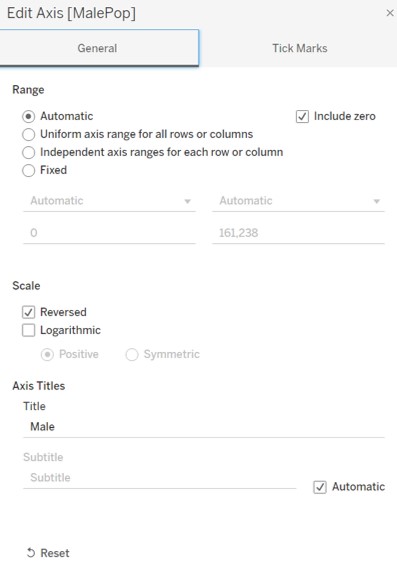 Edit Axis [MalePop]
General
Tick Marks
Range
Automatic
Include zero
Uniform axis range for all rows or columns
Independent axis ranges for each row or column
Fixed
Automatic
Automatic
0
161,238
Scale
Reversed
Logarithmic
Positive
Symmetric
Axis Titles
Title
Male
Subtitle
Subtitle
Automatic
Reset